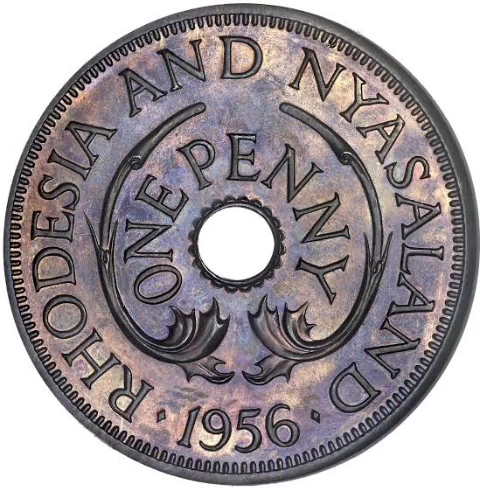 RHODESIA AND NYASALAND
ONE PENNY
· 1956 ·